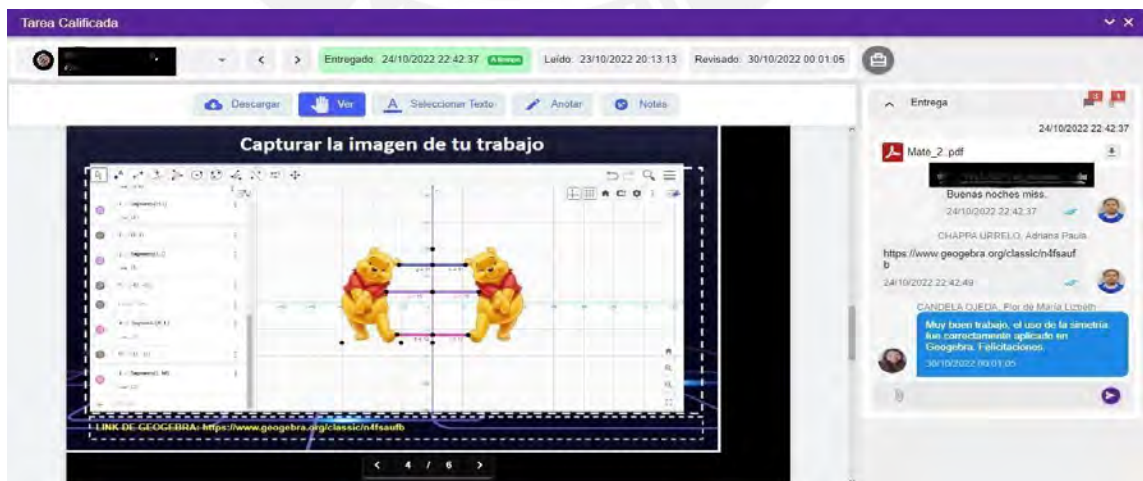 Tarea Calificada
Entregado: 24/10/2022 22:42:37 A tiempo
Leído: 23/10/2022 20:13:13
Revisado: 30/10/2022 00:01:05
Descargar
Ver
Seleccionar Texto
Anotar
Notas
Capturar la imagen de tu trabajo
LINK DE GEOGEBRA: https://www.geogebra.org/classic/n4fsaufb
4 / 6
Entrega
24/10/2022 22:42:37
Mate_2.pdf
Buenas noches miss.
24/10/2022 22:42:37
CHAPPA URRELO, Adriana Paula
https://www.geogebra.org/classic/n4fsauf
b
24/10/2022 22:42:49
CANDELA OJEDA, Flor de María Lizbeth
Muy buen trabajo, el uso de la simetría
fue correctamente aplicado en
Geogebra. Felicitaciones.
30/10/2022 00:01:05